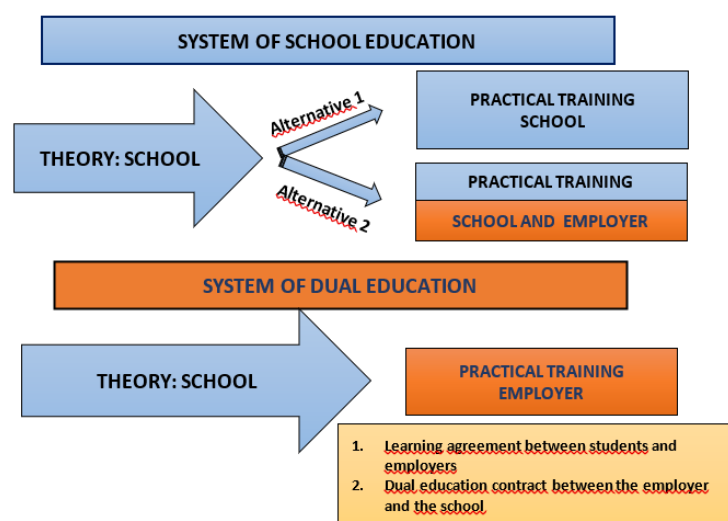 SYSTEM OF SCHOOL EDUCATION
THEORY: SCHOOL
Alternative 1
Alternative 2
PRACTICAL TRAINING
SCHOOL
PRACTICAL TRAINING
SCHOOL AND EMPLOYER
SYSTEM OF DUAL EDUCATION
THEORY: SCHOOL
PRACTICAL TRAINING
EMPLOYER
1. Learning agreement between students and
employers
2. Dual education contract between the employer
and the school